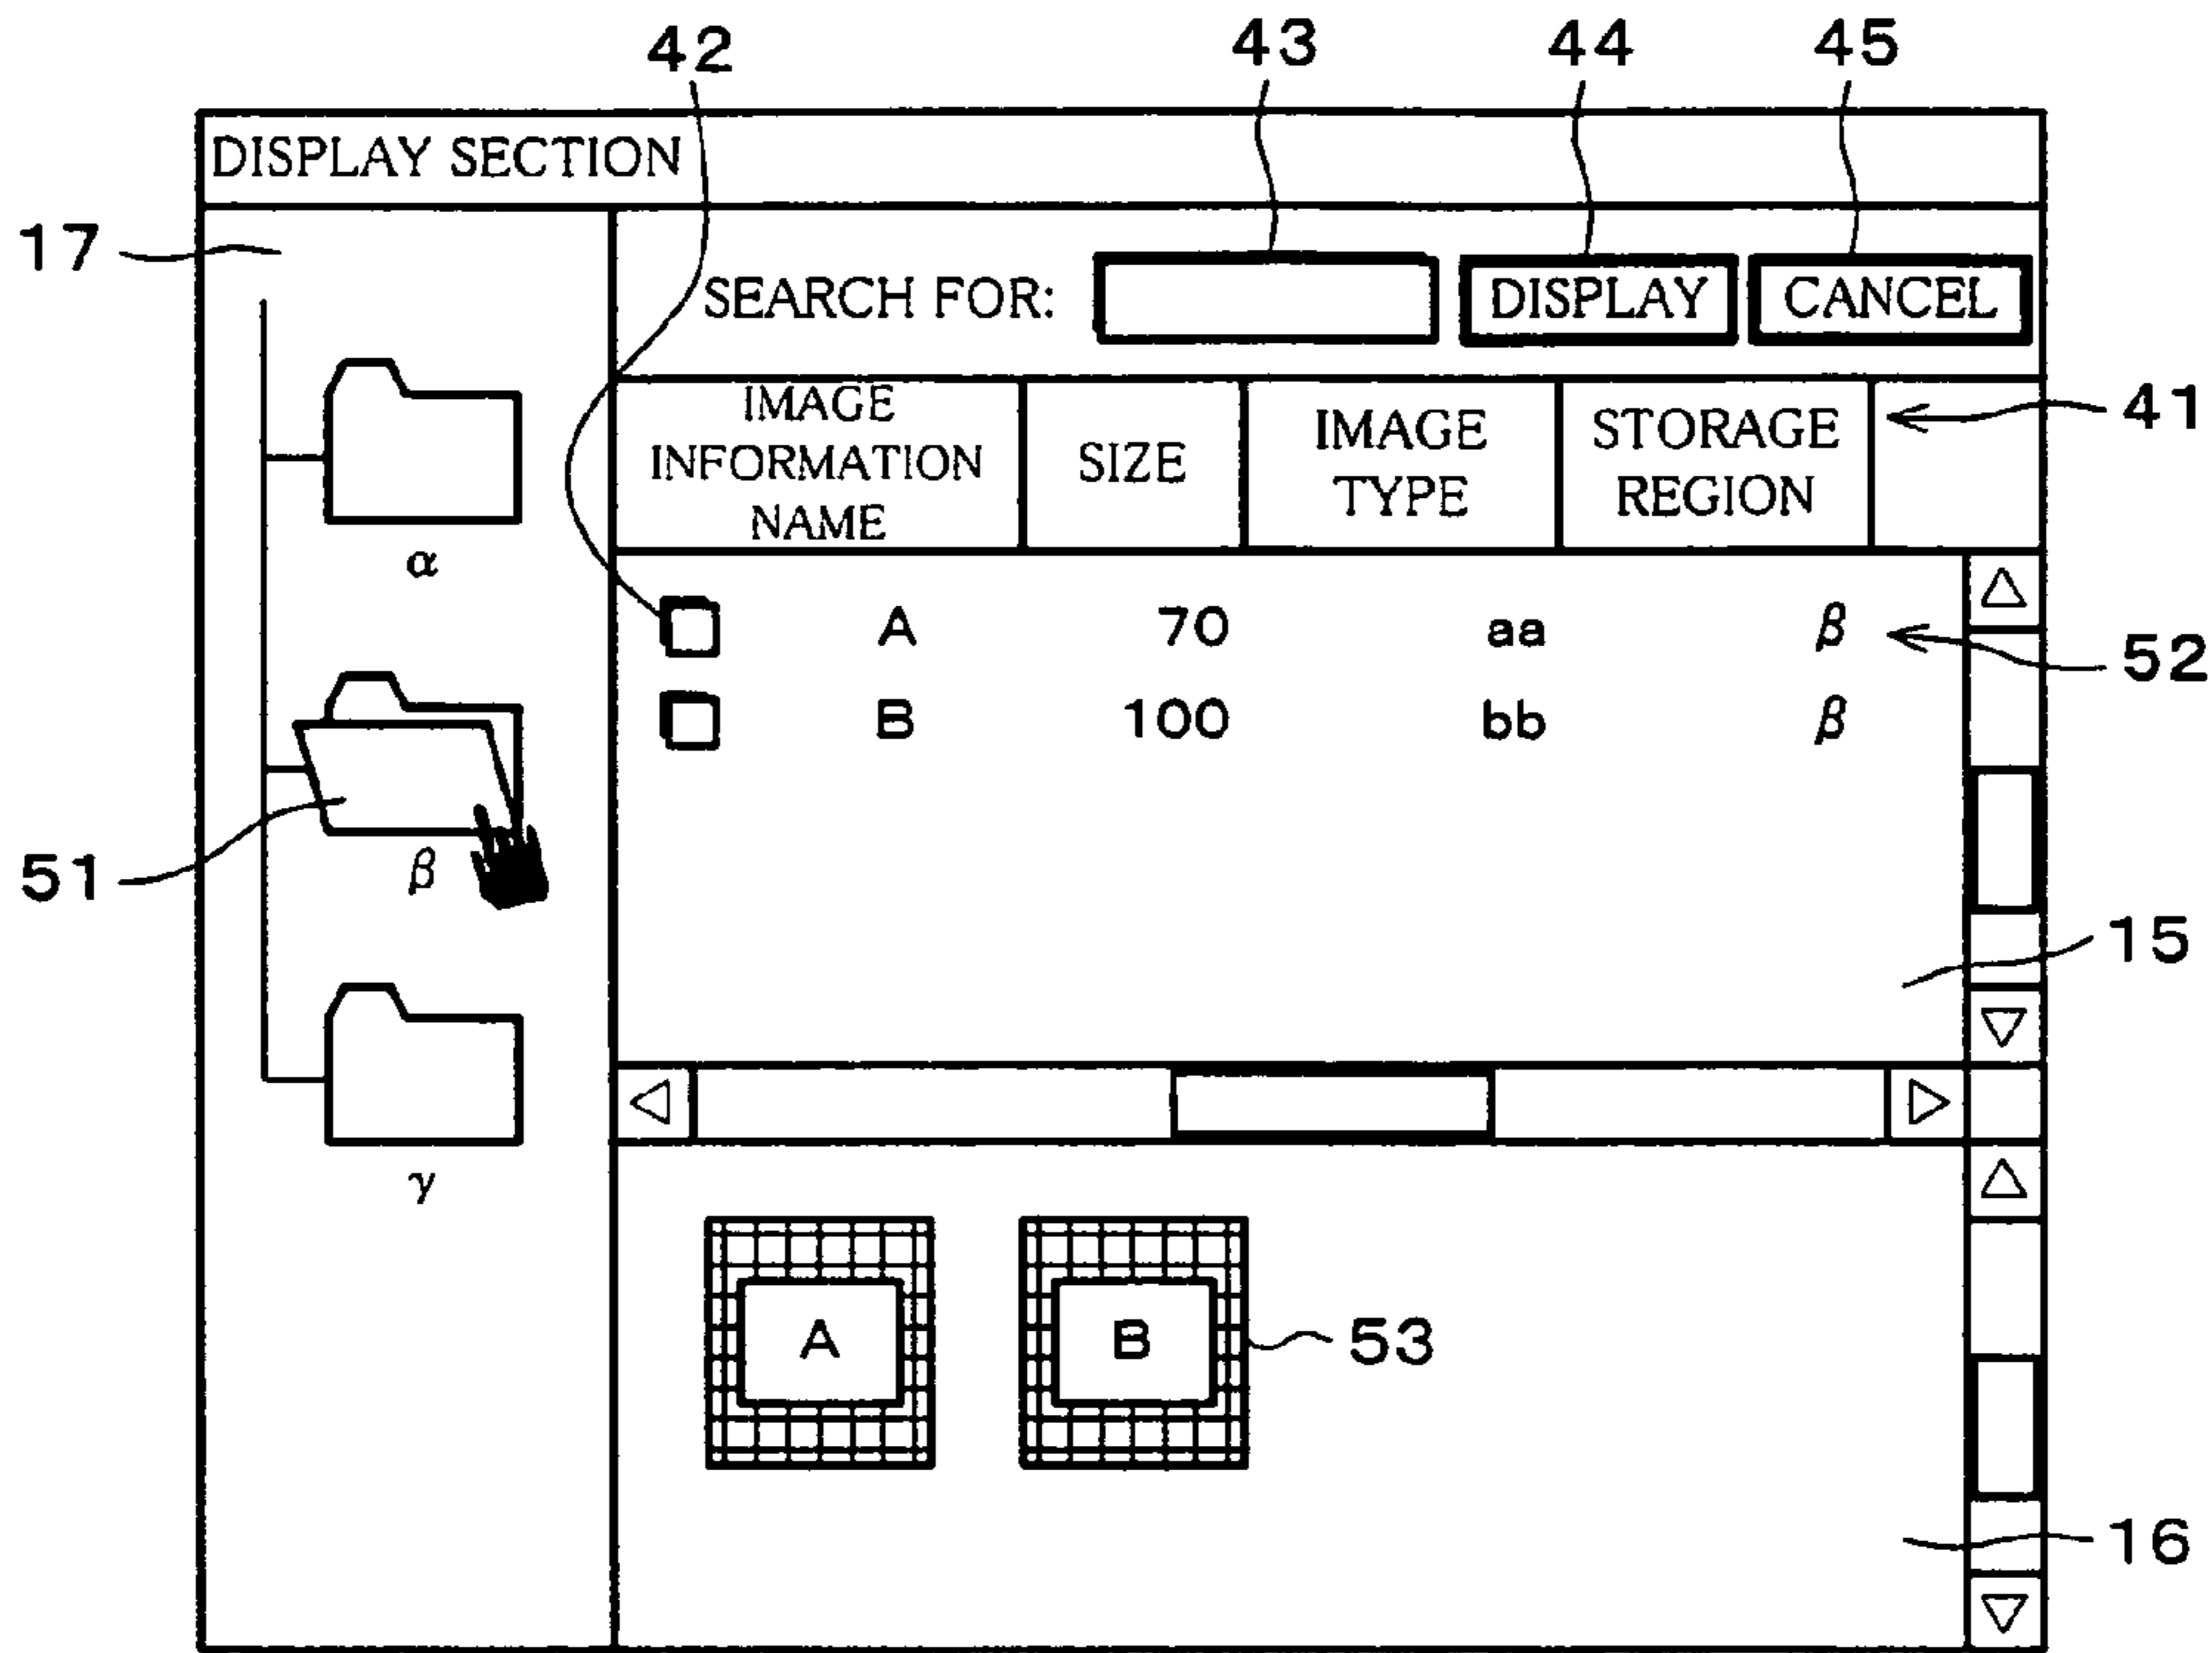 42 43 44 45
DISPLAY SECTION
17
SEARCH FOR: DISPLAY CANCEL
IMAGE INFORMATION NAME SIZE IMAGE TYPE STORAGE REGION 41
α
A 70 aa β 52
B 100 bb β
51 β
15
γ
A B 53
16